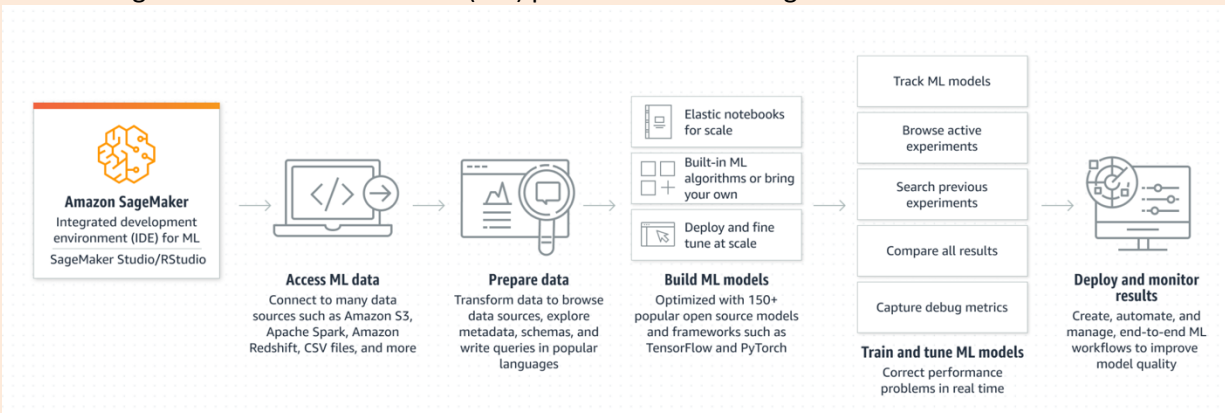 Amazon SageMaker
Integrated development
environment (IDE) for ML
SageMaker Studio/RStudio
</>
Access ML data
Connect to many data
sources such as Amazon S3,
Apache Spark, Amazon
Redshift, CSV files, and more
Prepare data
Transform data to browse
data sources, explore
metadata, schemas, and
write queries in popular
languages
Elastic notebooks
for scale
Built-in ML
algorithms or bring
your own
Deploy and fine
tune at scale
Build ML models
Optimized with 150+
popular open source models
and frameworks such as
TensorFlow and PyTorch
Track ML models
Browse active
experiments
Search previous
experiments
Compare all results
Capture debug metrics
Train and tune ML models
Correct performance
problems in real time
Deploy and monitor
results
Create, automate, and
manage, end-to-end ML
workflows to improve
model quality